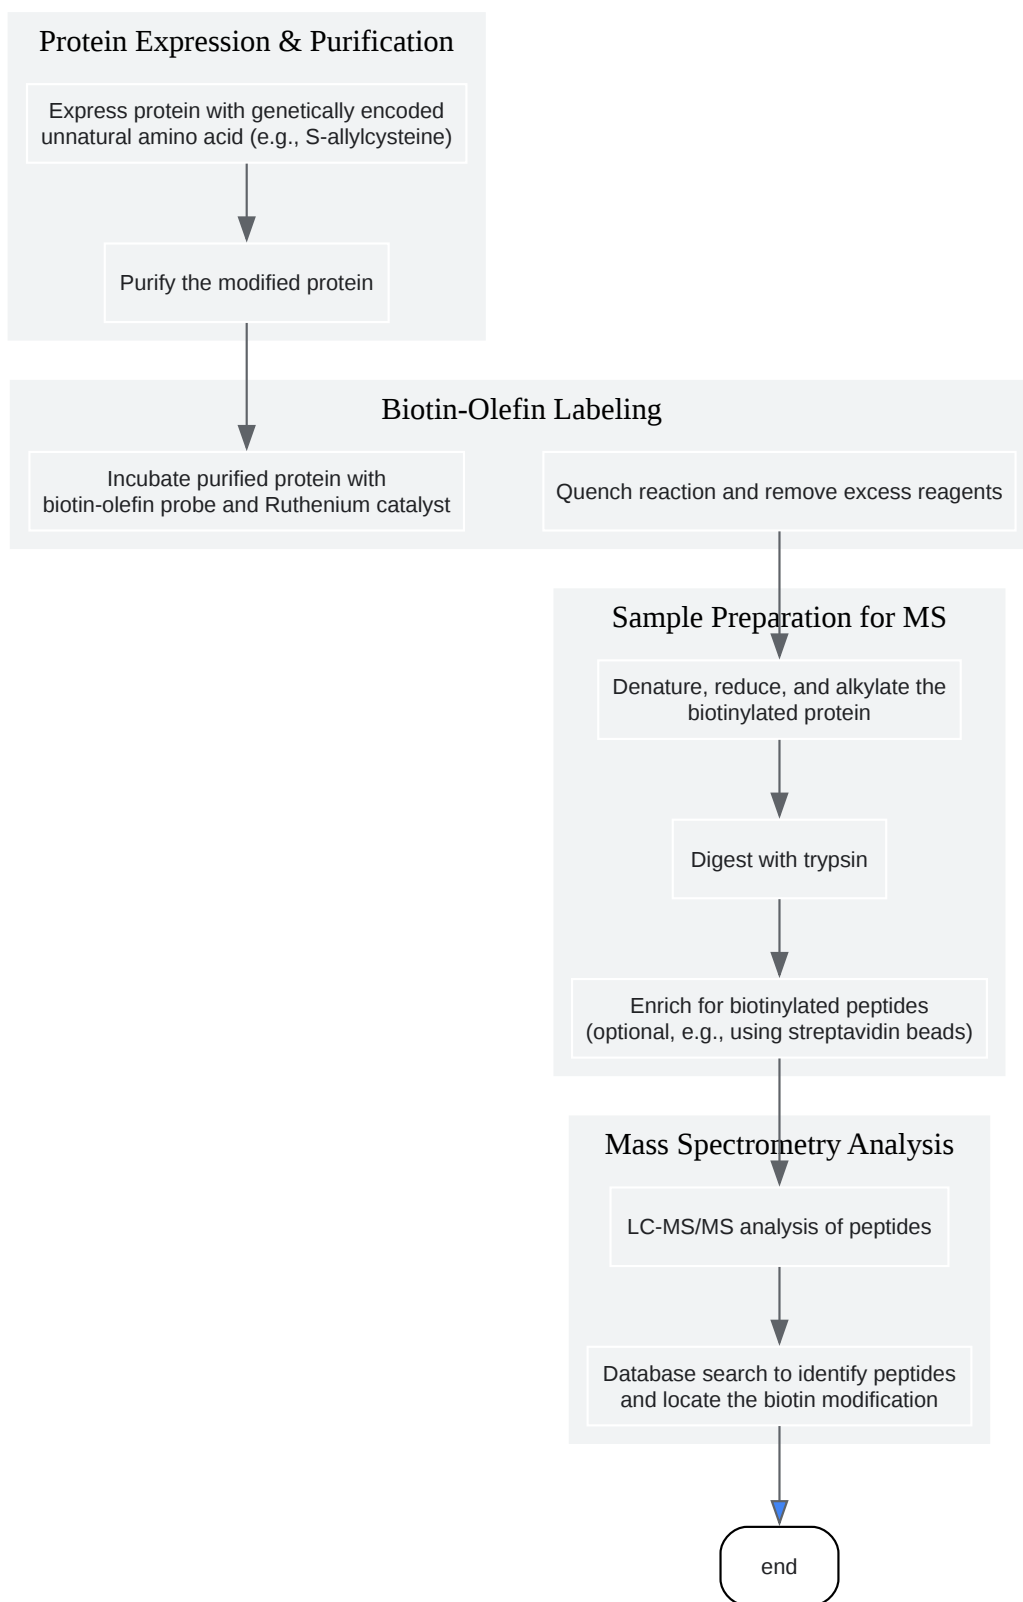 Protein Expression & Purification
Express protein with genetically encoded
unnatural amino acid (e.g., S-allylcysteine)
Purify the modified protein
Biotin-Olefin Labeling
Incubate purified protein with
biotin-olefin probe and Ruthenium catalyst
Quench reaction and remove excess reagents
Sample Preparation for MS
Denature, reduce, and alkylate the
biotinylated protein
Digest with trypsin
Enrich for biotinylated peptides
(optional, e.g., using streptavidin beads)
Mass Spectrometry Analysis
LC-MS/MS analysis of peptides
Database search to identify peptides
and locate the biotin modification
end